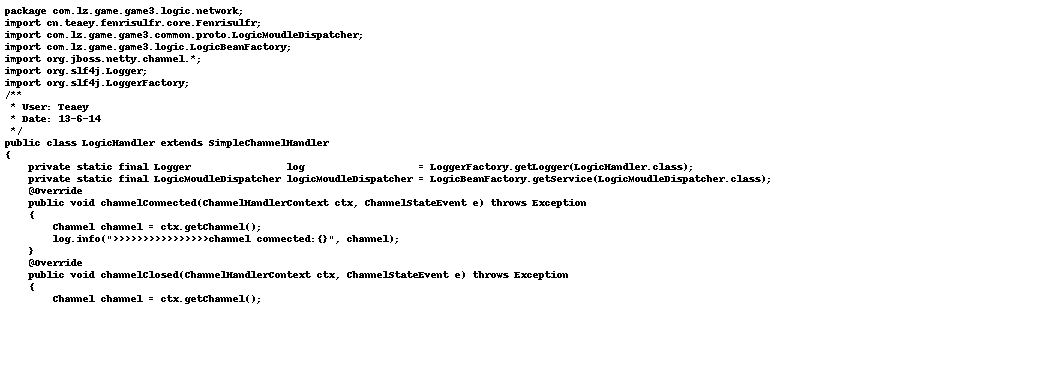 package com.lz.game.game3.logic.network;
import cn.teaey.fenrisulfr.core.Fenrisulfr;
import com.lz.game.game3.common.proto.LogicMoudleDispatcher;
import com.lz.game.game3.logic.LogicBeanFactory;
import org.jboss.netty.channel.*;
import org.slf4j.Logger;
import org.slf4j.LoggerFactory;
/**
 * User: Teaey
 * Date: 13-6-14
 */
public class LogicHandler extends SimpleChannelHandler
{
    private static final Logger                log                   = LoggerFactory.getLogger(LogicHandler.class);
    private static final LogicMoudleDispatcher logicMoudleDispatcher = LogicBeanFactory.getService(LogicMoudleDispatcher.class);
    @Override
    public void channelConnected(ChannelHandlerContext ctx, ChannelStateEvent e) throws Exception
    {
        Channel channel = ctx.getChannel();
        log.info(">>>>>>>>>>>>>>>>channel connected:{}", channel);
    }
    @Override
    public void channelClosed(ChannelHandlerContext ctx, ChannelStateEvent e) throws Exception
    {
        Channel channel = ctx.getChannel();